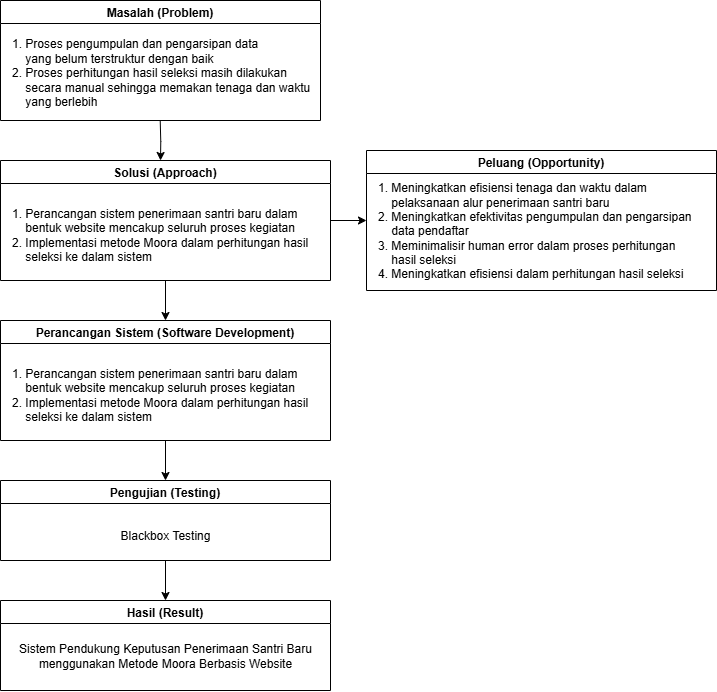 Masalah (Problem)
1. Proses pengumpulan dan pengarsipan data
yang belum terstruktur dengan baik
2. Proses perhitungan hasil seleksi masih dilakukan
secara manual sehingga memakan tenaga dan waktu
yang berlebih
Solusi (Approach)
1. Perancangan sistem penerimaan santri baru dalam
bentuk website mencakup seluruh proses kegiatan
2. Implementasi metode Moora dalam perhitungan hasil
seleksi ke dalam sistem
Peluang (Opportunity)
1. Meningkatkan efisiensi tenaga dan waktu dalam
pelaksanaan alur penerimaan santri baru
2. Meningkatkan efektivitas pengumpulan dan pengarsipan
data pendaftar
3. Meminimalisir human error dalam proses perhitungan
hasil seleksi
4. Meningkatkan efisiensi dalam perhitungan hasil seleksi
Perancangan Sistem (Software Development)
1. Perancangan sistem penerimaan santri baru dalam
bentuk website mencakup seluruh proses kegiatan
2. Implementasi metode Moora dalam perhitungan hasil
seleksi ke dalam sistem
Pengujian (Testing)
Blackbox Testing
Hasil (Result)
Sistem Pendukung Keputusan Penerimaan Santri Baru
menggunakan Metode Moora Berbasis Website